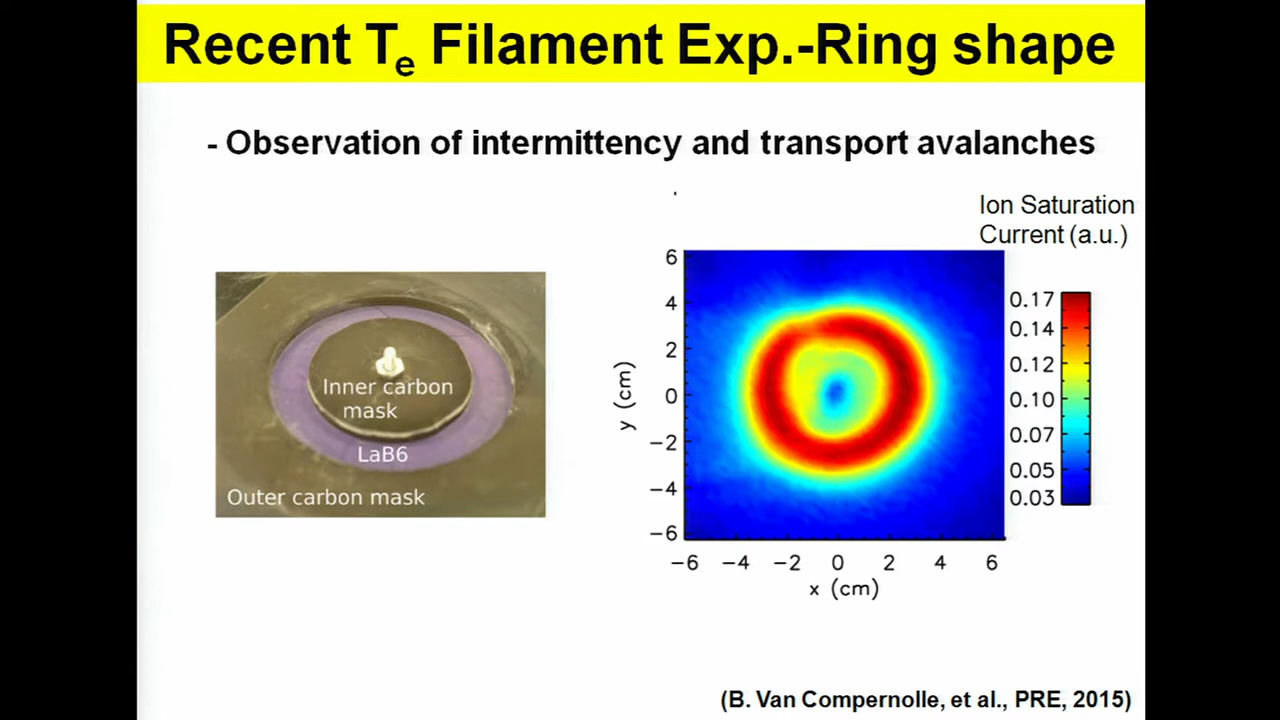 Recent Te Filament Exp.-Ring shape
- Observation of intermittency and transport avalanches
Inner carbon
mask
LaB6
Outer carbon mask
Ion Saturation
Current (a.u.)
6
4
2
0
−2
−4
−6
y (cm)
−6 −4 −2 0 2 4 6
x (cm)
0.17
0.14
0.12
0.10
0.07
0.05
0.03
(B. Van Compernolle, et al., PRE, 2015)